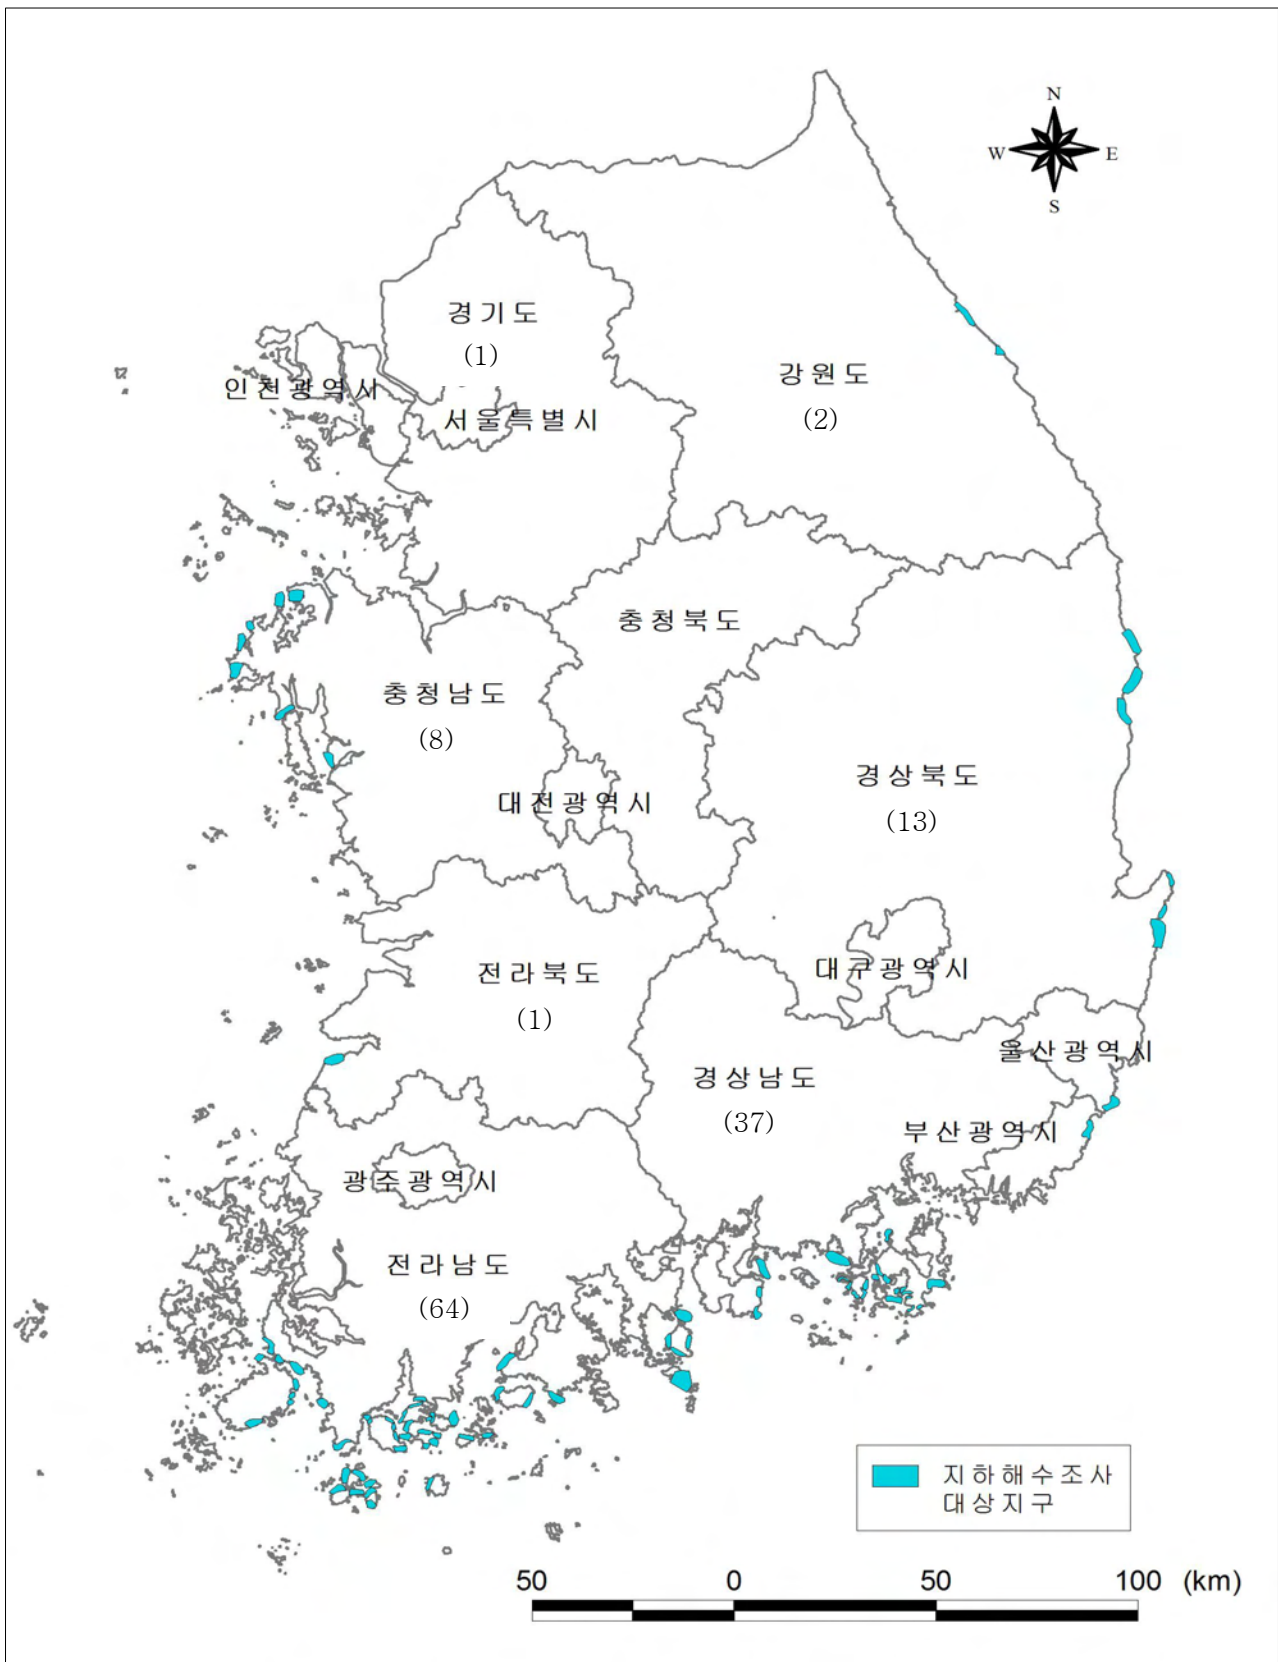 N
W
E
S
경기도
(1)
인천광역시
서울특별시
강원도
(2)
충청북도
충청남도
(8)
대전광역시
경상북도
(13)
대구광역시
전라북도
(1)
울산광역시
경상남도
(37)
부산광역시
광주광역시
전라남도
(64)
지하해수조사
대상지구
50 0 50 100 (km)